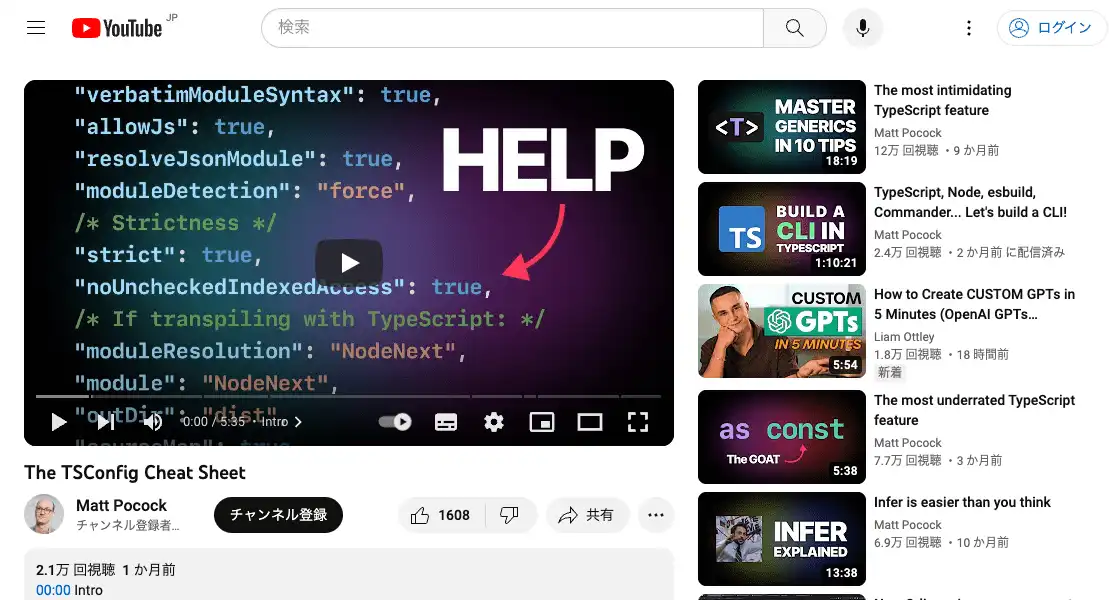 YouTube JP
検索
ログイン
"verbatimModuleSyntax": true,
"allowJs": true,
"resolveJsonModule": true,
"moduleDetection": "force",
/* Strictness */
"strict": true,
"noUncheckedIndexedAccess": true,
/* If transpiling with TypeScript: */
"moduleResolution": "NodeNext",
"module": "NodeNext",
"outDir": "dist"
HELP
0:00 / 5:35 • Intro
The TSConfig Cheat Sheet
Matt Pocock
チャンネル登録者...
チャンネル登録
1608
共有
2.1万 回視聴 1 か月前
00:00 Intro
<T>
MASTER
GENERICS
IN 10 TIPS
18:19
The most intimidating
TypeScript feature
Matt Pocock
12万 回視聴 • 9 か月前
TS
BUILD A
CLI IN
TYPESCRIPT
1:10:21
TypeScript, Node, esbuild,
Commander... Let's build a CLI!
Matt Pocock
2.4万 回視聴 • 2 か月前 に配信済み
CUSTOM
GPTs
IN 5 MINUTES
5:54
How to Create CUSTOM GPTs in
5 Minutes (OpenAI GPTs...
Liam Ottley
1.8万 回視聴 • 18 時間前
新着
as const
The GOAT
5:38
The most underrated TypeScript
feature
Matt Pocock
7.7万 回視聴 • 3 か月前
INFER
EXPLAINED
13:38
Infer is easier than you think
Matt Pocock
6.9万 回視聴 • 10 か月前